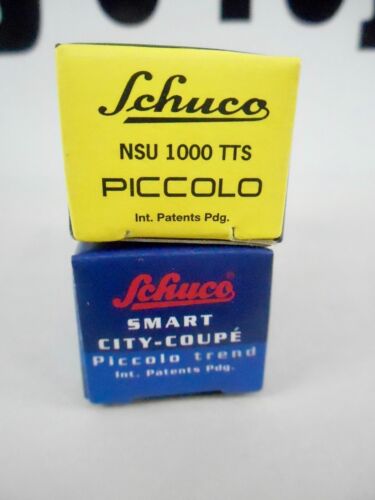 Schuco
NSU 1000 TTS
PICCOLO
Int. Patents Pdg.
Schuco®
SMART
CITY-COUPÉ
Piccolo trend
Int. Patents Pdg.